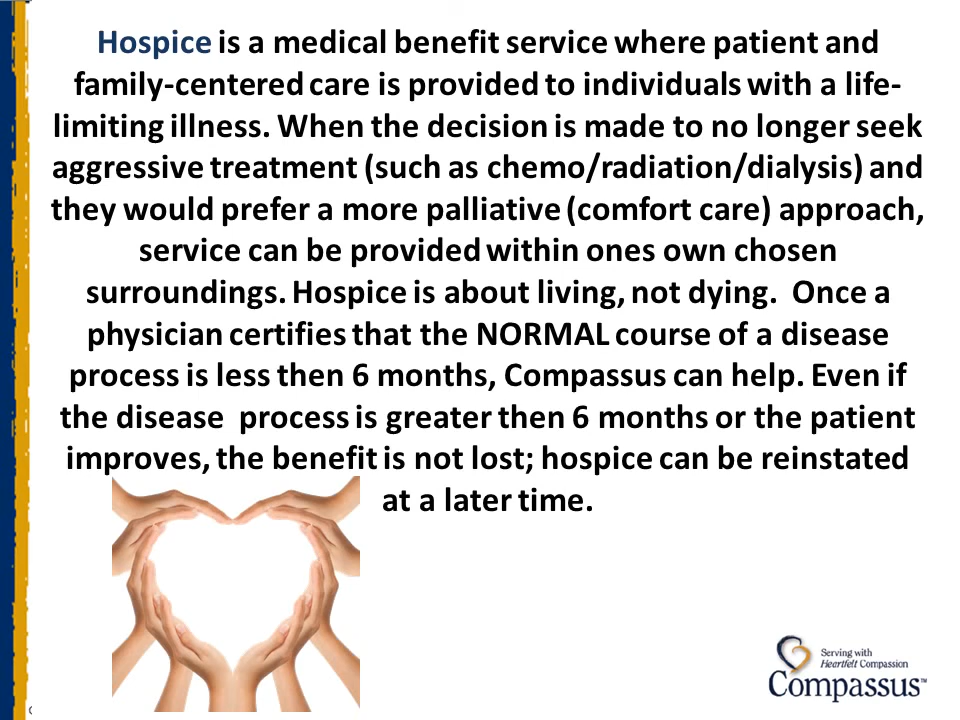 Hospice is a medical benefit service where patient and
family-centered care is provided to individuals with a life-
limiting illness. When the decision is made to no longer seek
aggressive treatment (such as chemo/radiation/dialysis) and
they would prefer a more palliative (comfort care) approach,
service can be provided within ones own chosen
surroundings. Hospice is about living, not dying.  Once a
physician certifies that the NORMAL course of a disease
process is less then 6 months, Compassus can help. Even if
the disease  process is greater then 6 months or the patient
improves, the benefit is not lost; hospice can be reinstated
at a later time.
Serving with
Heartfelt Compassion
Compassus™